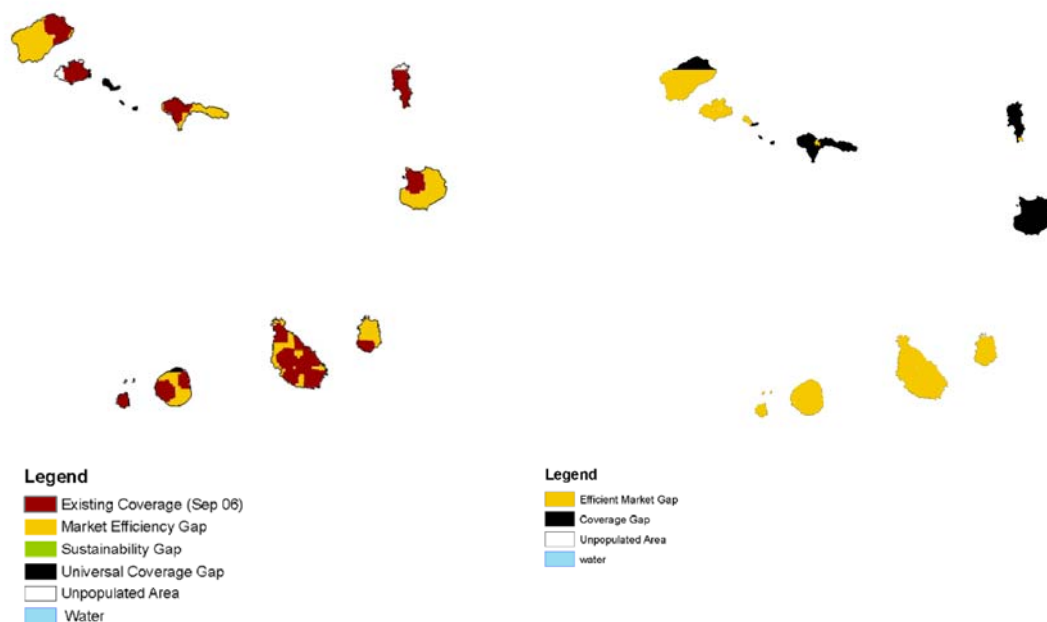 Legend
Existing Coverage (Sep 06)
Market Efficiency Gap
Sustainability Gap
Universal Coverage Gap
Unpopulated Area
Water
Legend
Efficient Market Gap
Coverage Gap
Unpopulated Area
water